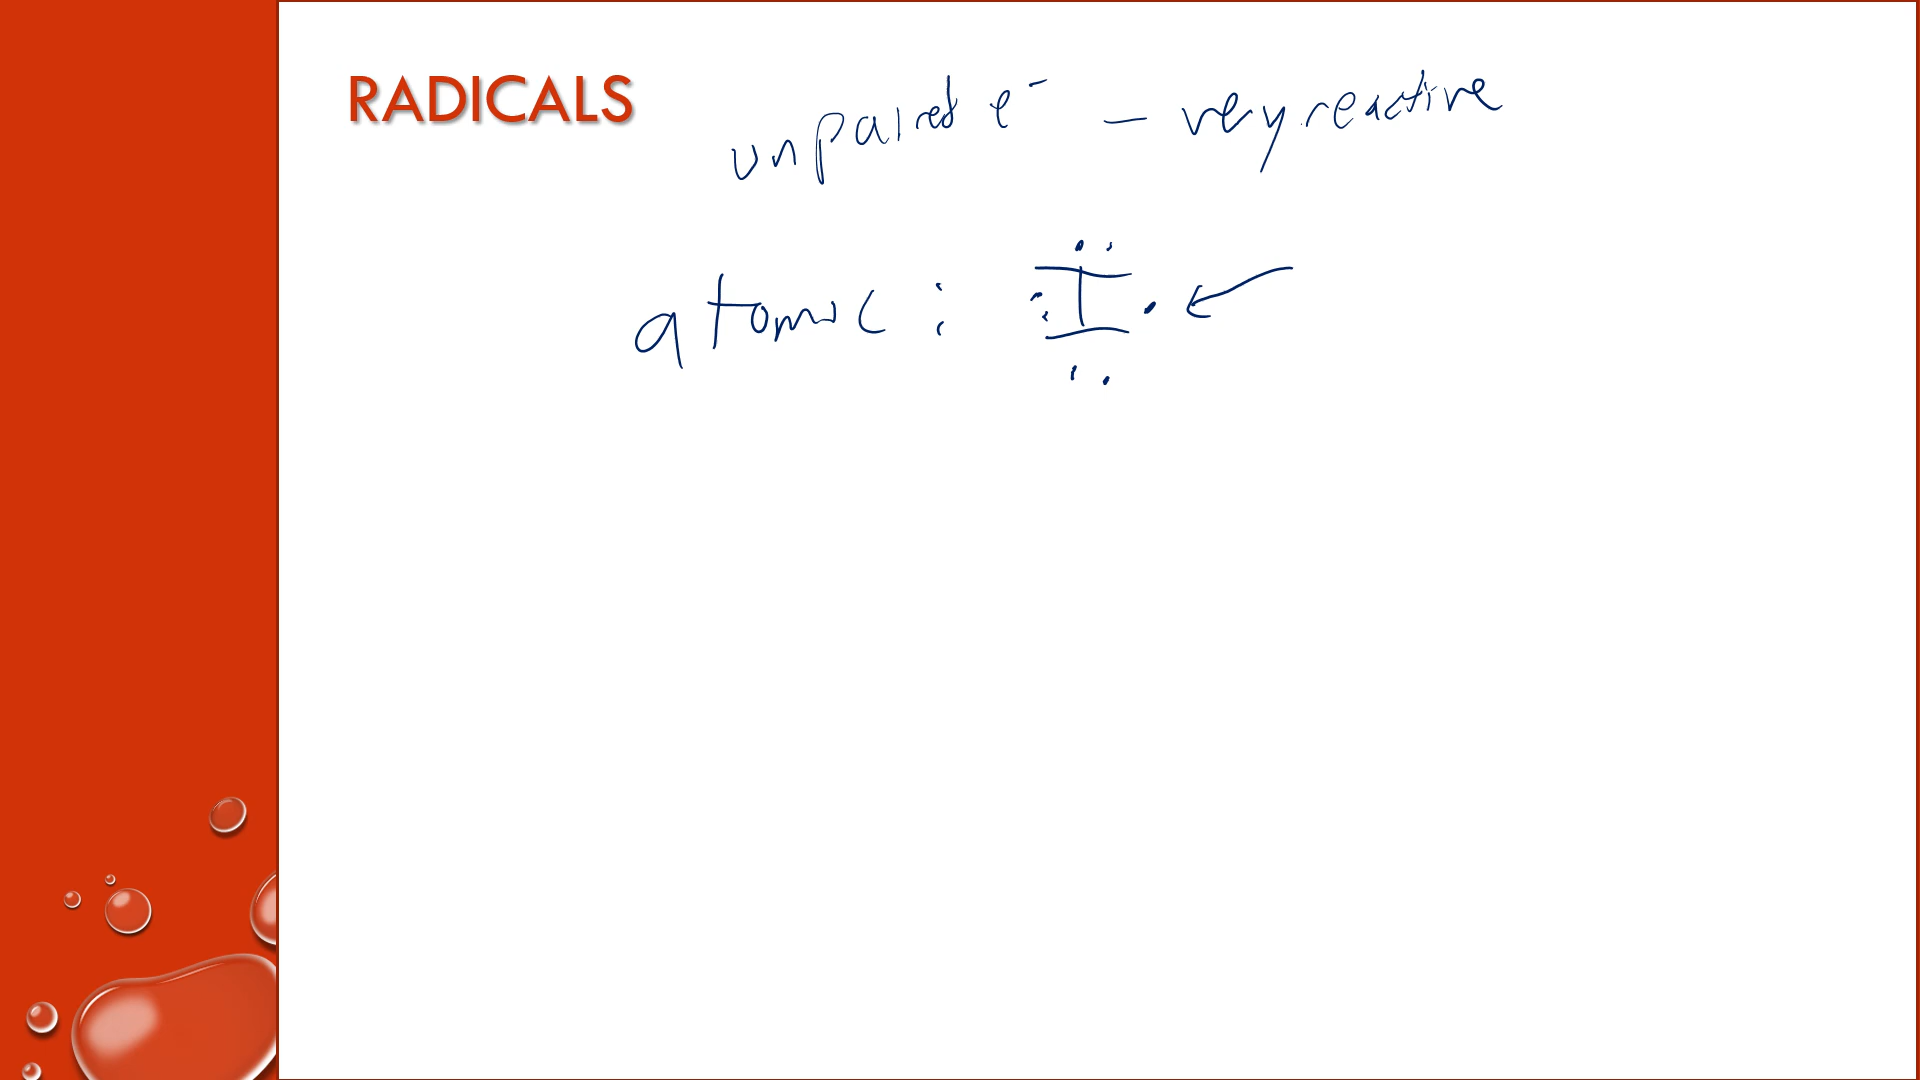 RADICALS
unpaired e⁻ – very reactive
atomic : I